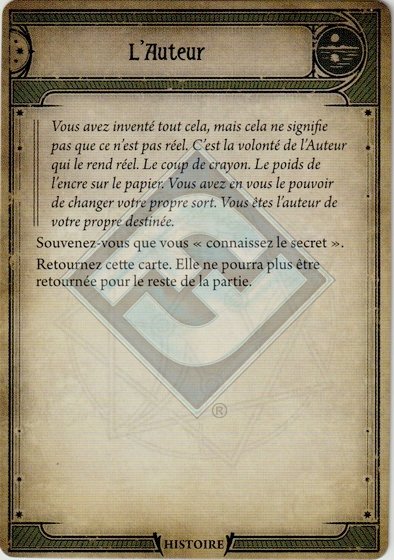 L'Auteur
Vous avez inventé tout cela, mais cela ne signifie
pas que ce n'est pas réel. C'est la volonté de l'Auteur
qui le rend réel. Le coup de crayon. Le poids de
l'encre sur le papier. Vous avez en vous le pouvoir
de changer votre propre sort. Vous êtes l'auteur de
votre propre destinée.
Souvenez-vous que vous « connaissez le secret ».
Retournez cette carte. Elle ne pourra plus être
retournée pour le reste de la partie.
®
HISTOIRE